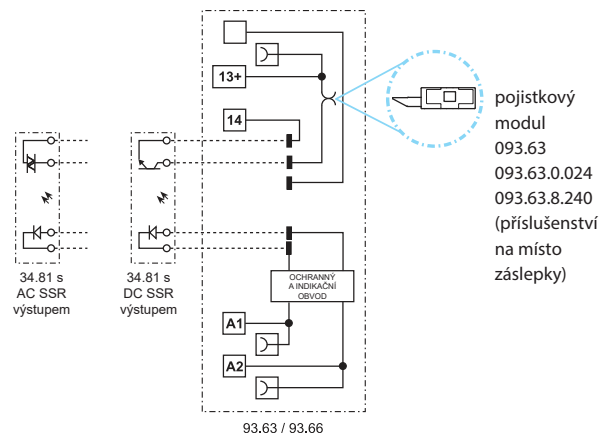 13+
14
pojistkový
modul
093.63
093.63.0.024
093.63.8.240
(příslušenství
na místo
záslepky)
34.81 s
AC SSR
výstupem
34.81 s
DC SSR
výstupem
OCHRANNÝ
A INDIKAČNÍ
OBVOD
A1
A2
93.63 / 93.66